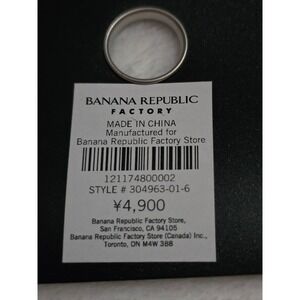 BANANA REPUBLIC
FACTORY
MADE IN CHINA
Manufactured for
Banana Republic Factory Store
121174800002
STYLE # 304963-01-6
¥4,900
Banana Republic Factory Store,
San Francisco, CA 94105
Banana Republic Factory Store (Canada) Inc.,
Toronto, ON M4W 3B8